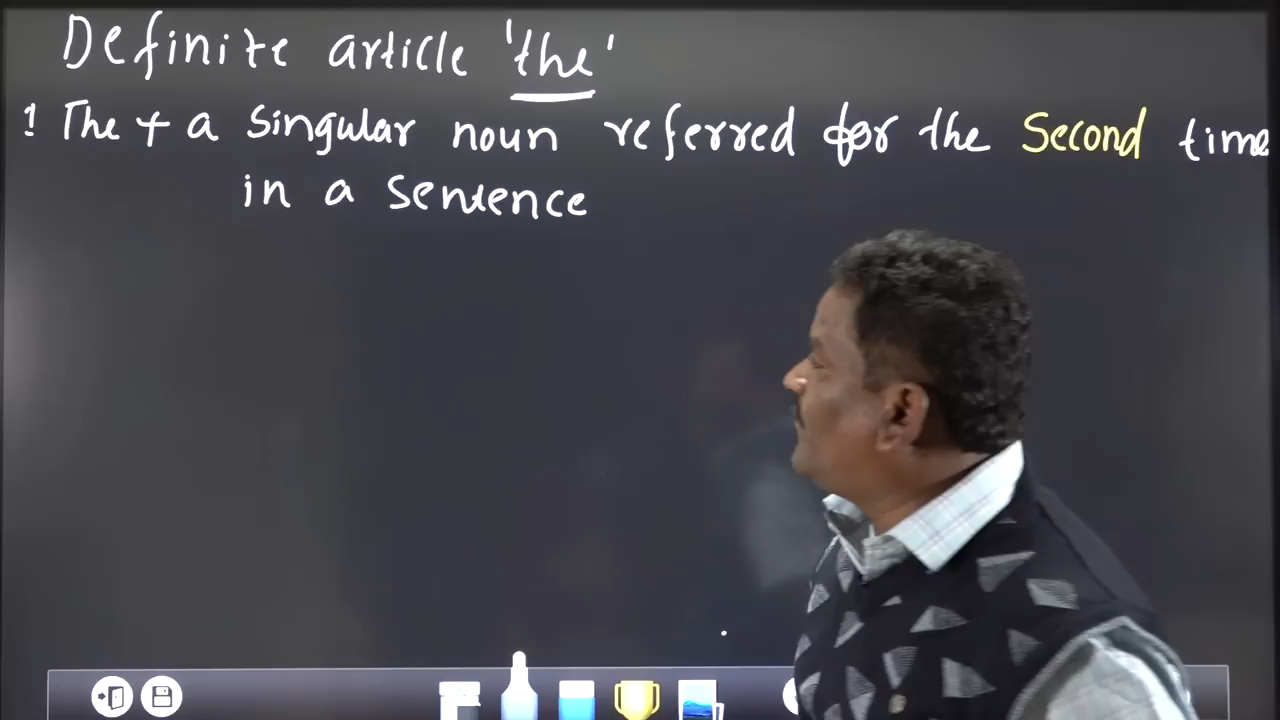 Definite article 'the'
1 The + a singular noun referred for the Second time
in a sentence